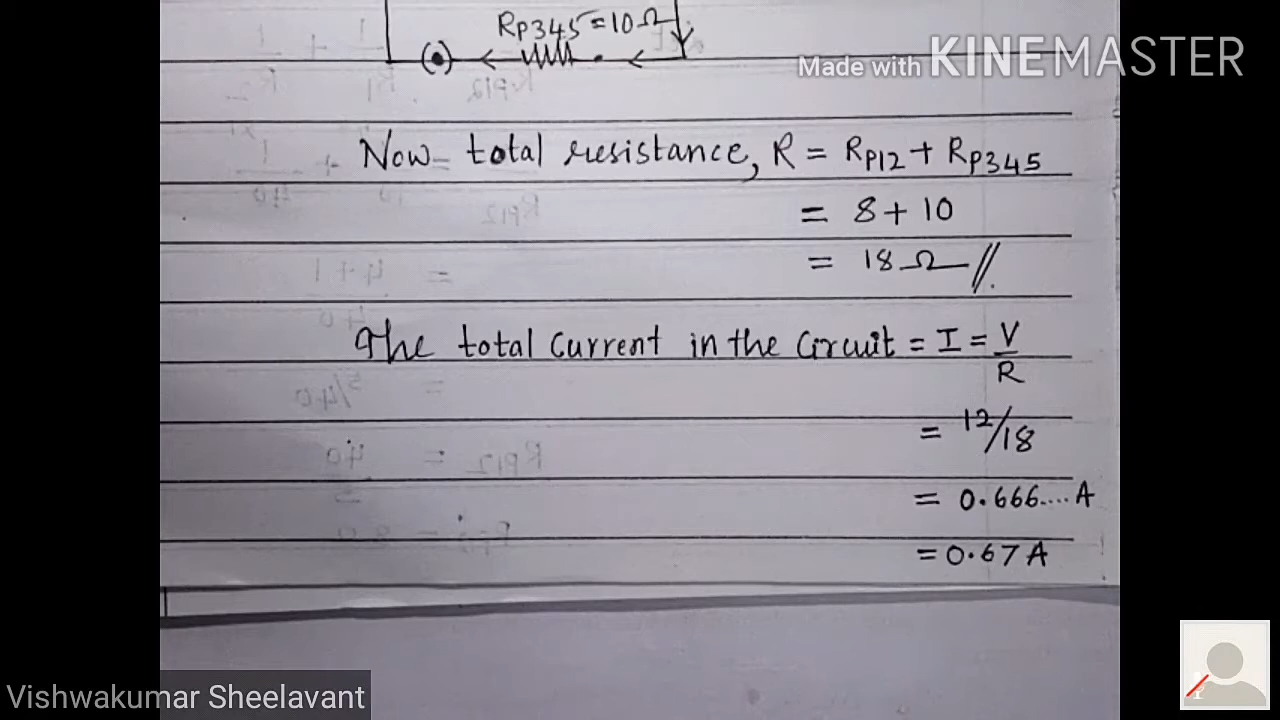 RP345 = 10 Ω
Made with KINEMASTER
Now total resistance, R = RP12 + RP345
= 8 + 10
= 18 Ω //.
The total Current in the Circuit = I = V/R
= 12/18
= 0.666.... A
= 0.67 A
Vishwakumar Sheelavant